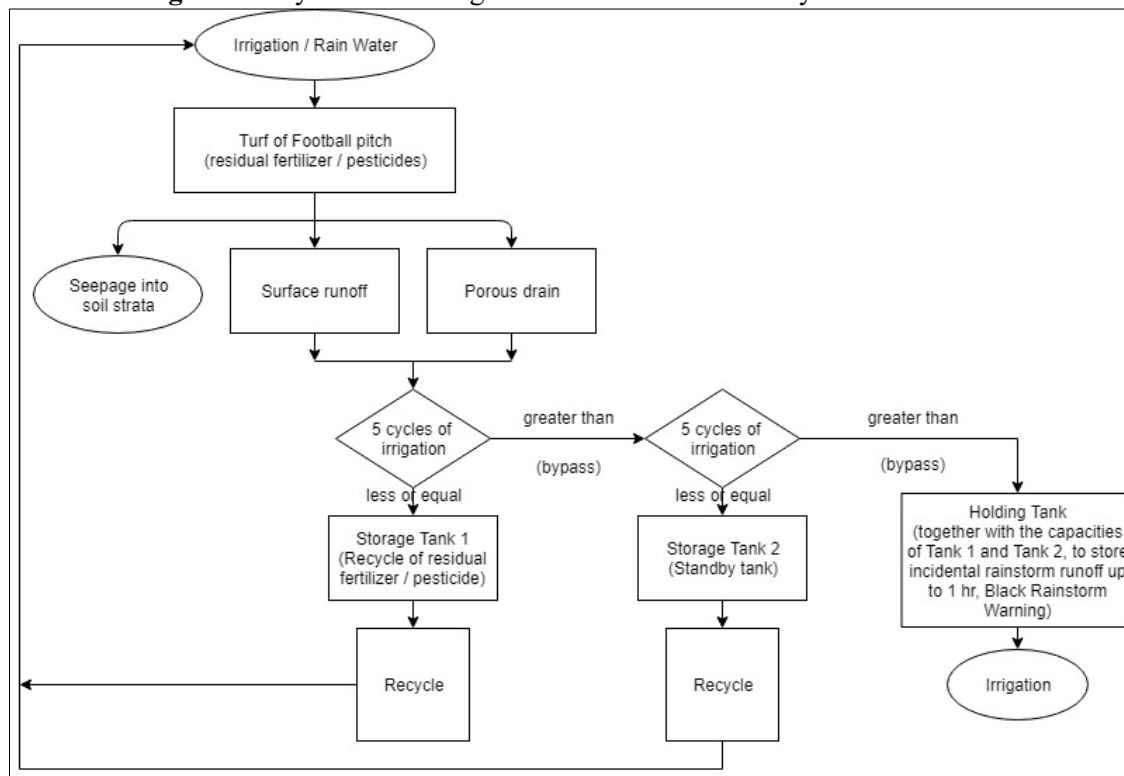 Irrigation / Rain Water
Turf of Football pitch
(residual fertilizer / pesticides)
Seepage into
soil strata
Surface runoff
Porous drain
5 cycles of
irrigation
greater than
(bypass)
5 cycles of
irrigation
greater than
(bypass)
less or equal
less or equal
Storage Tank 1
(Recycle of residual
fertilizer / pesticide)
Storage Tank 2
(Standby tank)
Holding Tank
(together with the capacities
of Tank 1 and Tank 2, to store
incidental rainstorm runoff up
to 1 hr, Black Rainstorm
Warning)
Recycle
Recycle
Irrigation